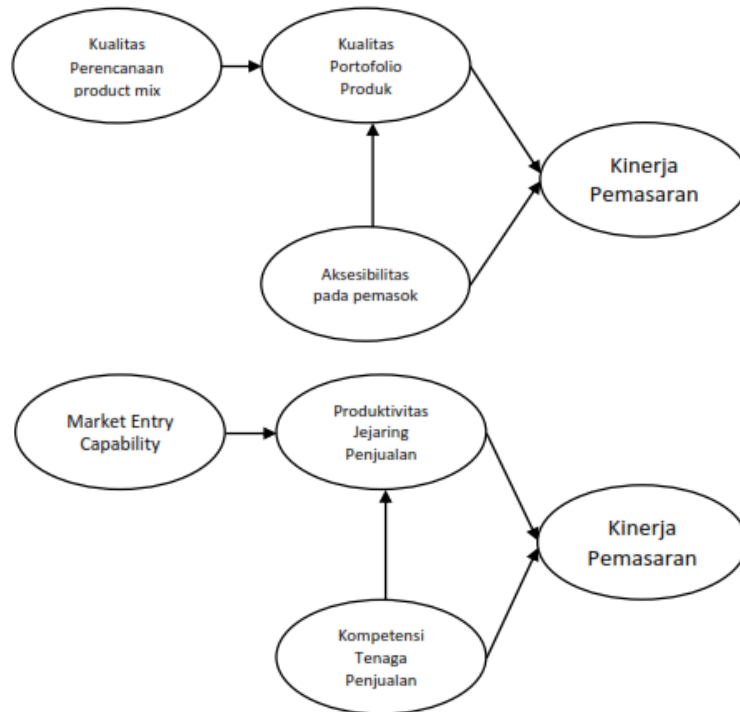 Kualitas
Perencanaan
product mix
Kualitas
Portofolio
Produk
Kinerja
Pemasaran
Aksesibilitas
pada pemasok
Market Entry
Capability
Produktivitas
Jejaring
Penjualan
Kinerja
Pemasaran
Kompetensi
Tenaga
Penjualan